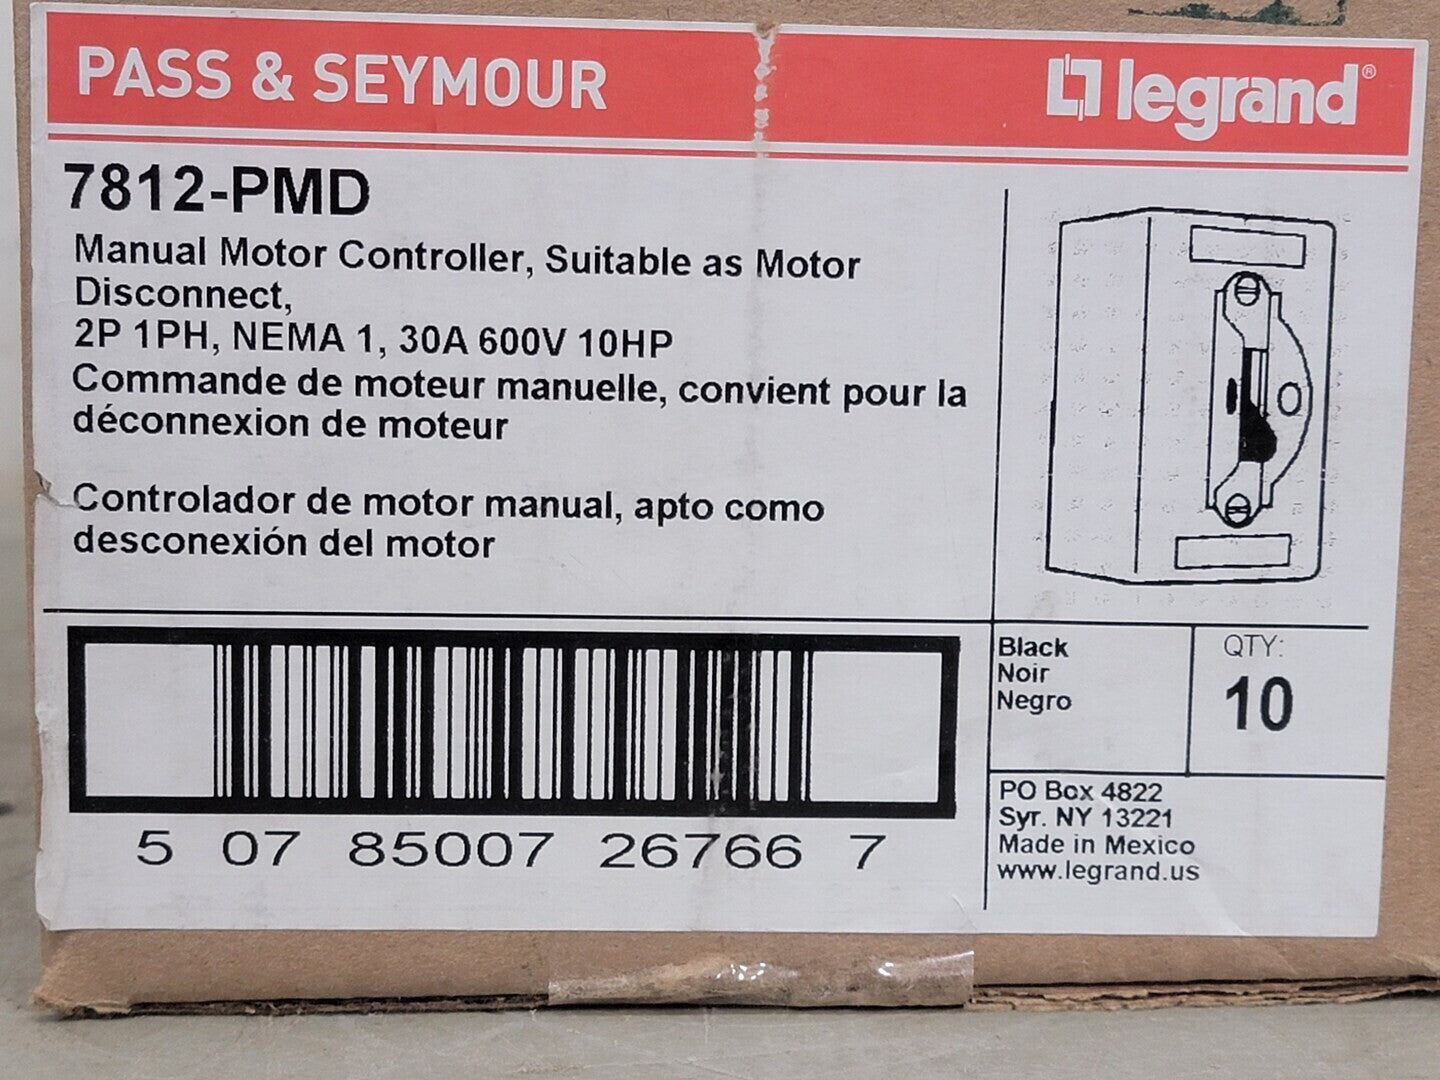 PASS & SEYMOUR
legrand®
7812-PMD
Manual Motor Controller, Suitable as Motor
Disconnect,
2P 1PH, NEMA 1, 30A 600V 10HP
Commande de moteur manuelle, convient pour la
déconnexion de moteur
Controlador de motor manual, apto como
desconexión del motor
5 07 85007 26766 7
Black
Noir
Negro
QTY:
10
PO Box 4822
Syr. NY 13221
Made in Mexico
www.legrand.us